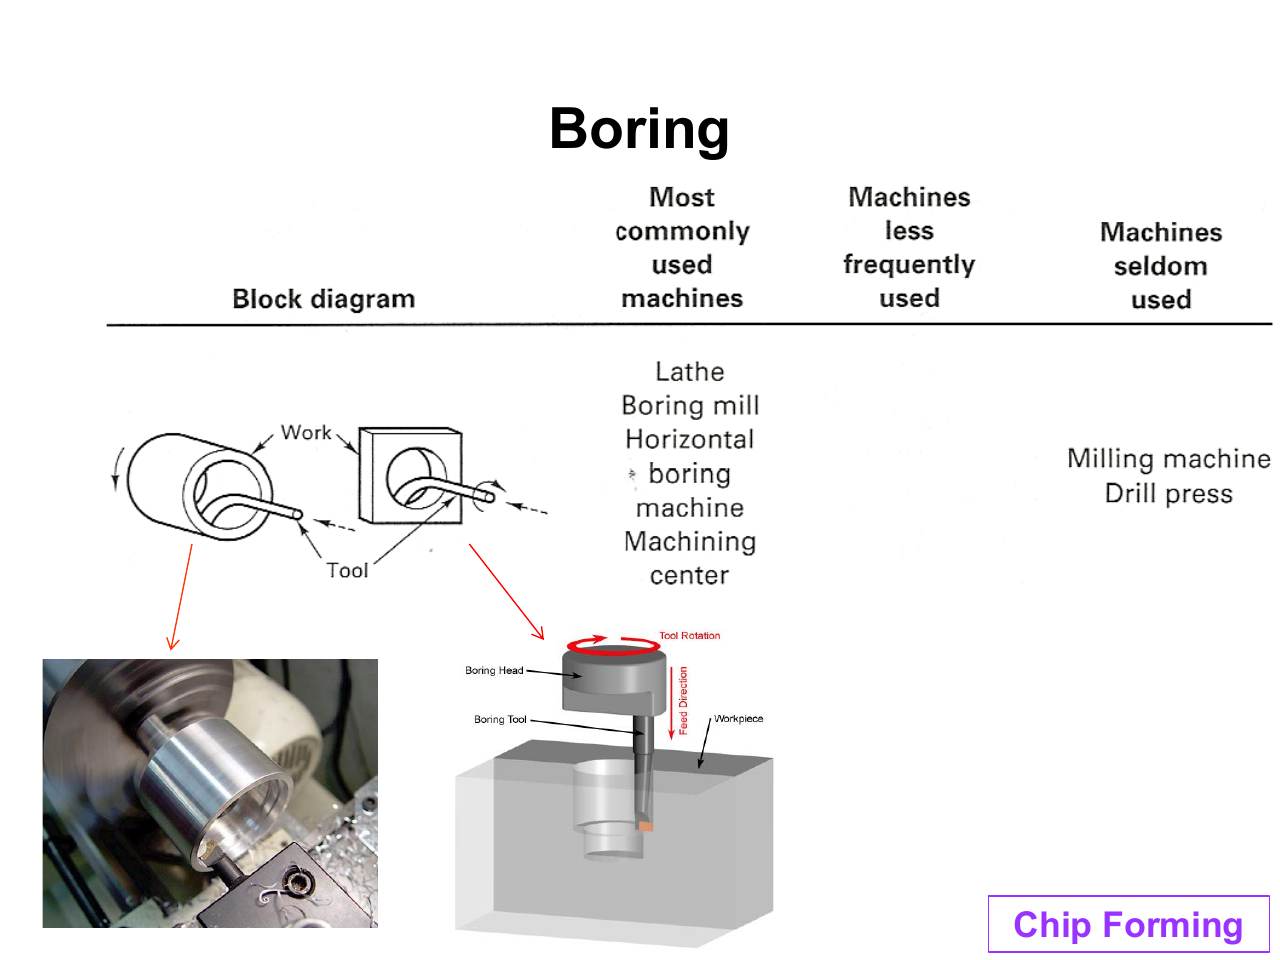 Boring
Block diagram
Most
commonly
used
machines
Machines
less
frequently
used
Machines
seldom
used
Work
Tool
Lathe
Boring mill
Horizontal
boring
machine
Machining
center
Milling machine
Drill press
Tool Rotation
Boring Head
Feed Direction
Boring Tool
Workpiece
Chip Forming